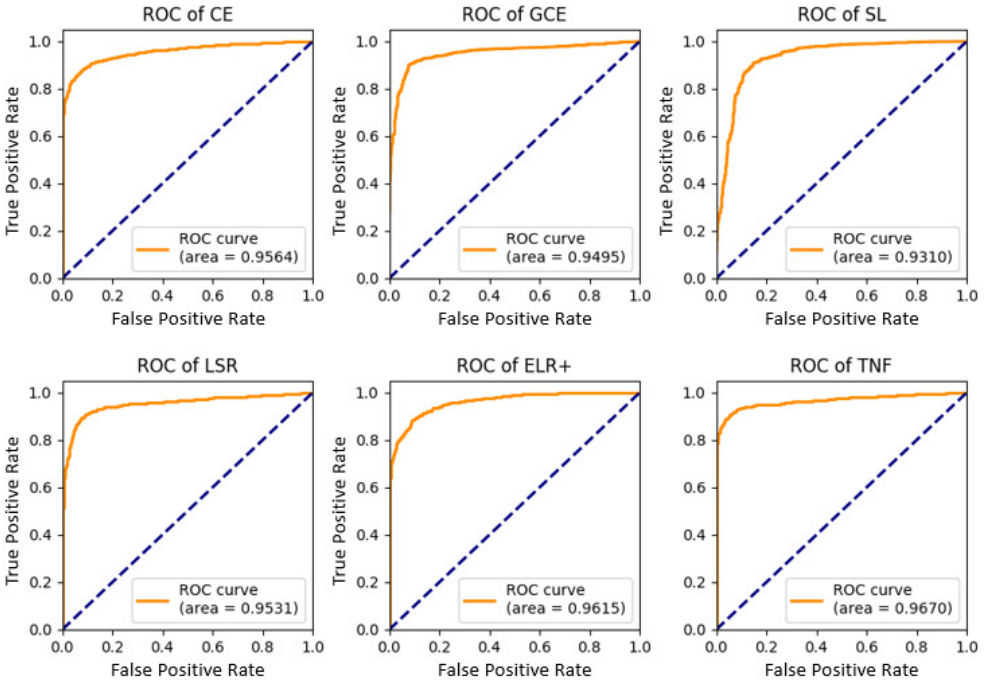 ROC of CE
True Positive Rate
1.0
0.8
0.6
0.4
0.2
0.0
ROC curve
(area = 0.9564)
0.0 0.2 0.4 0.6 0.8 1.0
False Positive Rate
ROC of GCE
True Positive Rate
1.0
0.8
0.6
0.4
0.2
0.0
ROC curve
(area = 0.9495)
0.0 0.2 0.4 0.6 0.8 1.0
False Positive Rate
ROC of SL
True Positive Rate
1.0
0.8
0.6
0.4
0.2
0.0
ROC curve
(area = 0.9310)
0.0 0.2 0.4 0.6 0.8 1.0
False Positive Rate
ROC of LSR
True Positive Rate
1.0
0.8
0.6
0.4
0.2
0.0
ROC curve
(area = 0.9531)
0.0 0.2 0.4 0.6 0.8 1.0
False Positive Rate
ROC of ELR+
True Positive Rate
1.0
0.8
0.6
0.4
0.2
0.0
ROC curve
(area = 0.9615)
0.0 0.2 0.4 0.6 0.8 1.0
False Positive Rate
ROC of TNF
True Positive Rate
1.0
0.8
0.6
0.4
0.2
0.0
ROC curve
(area = 0.9670)
0.0 0.2 0.4 0.6 0.8 1.0
False Positive Rate